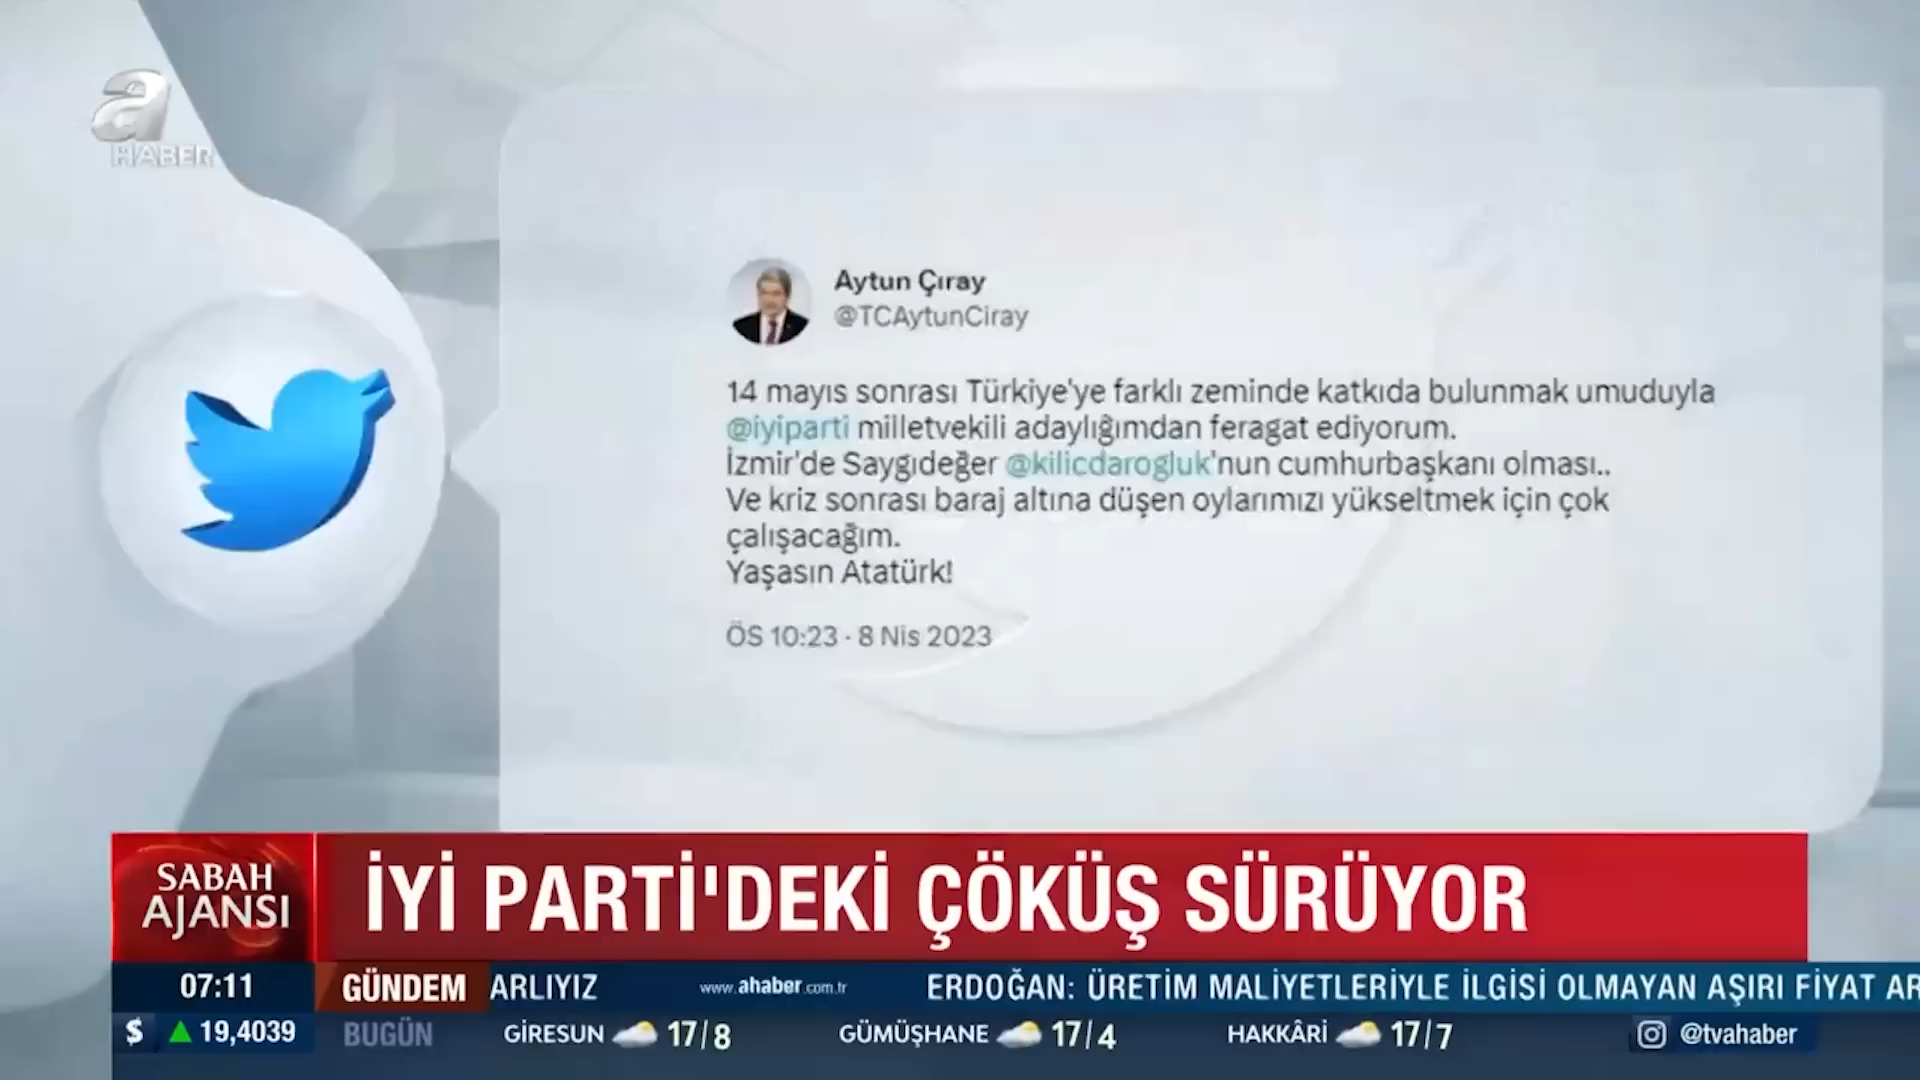 a
HABER
Aytun Çıray
@TCAytunCiray
14 mayıs sonrası Türkiye'ye farklı zeminde katkıda bulunmak umuduyla
@iyiparti milletvekili adaylığımdan feragat ediyorum.
İzmir'de Saygıdeğer @kilicdarogluk'nun cumhurbaşkanı olması..
Ve kriz sonrası baraj altına düşen oylarımızı yükseltmek için çok
çalışacağım.
Yaşasın Atatürk!
ÖS 10:23 · 8 Nis 2023
SABAH
AJANSI
İYİ PARTİ'DEKİ ÇÖKÜŞ SÜRÜYOR
07:11 GÜNDEM ARLIYIZ www.ahaber.com.tr ERDOĞAN: ÜRETİM MALİYETLERİYLE İLGİSİ OLMAYAN AŞIRI FİYAT AR
$ 19,4039 BUGÜN GİRESUN 17/8 GÜMÜŞHANE 17/4 HAKKÂRİ 17/7 @tvahaber